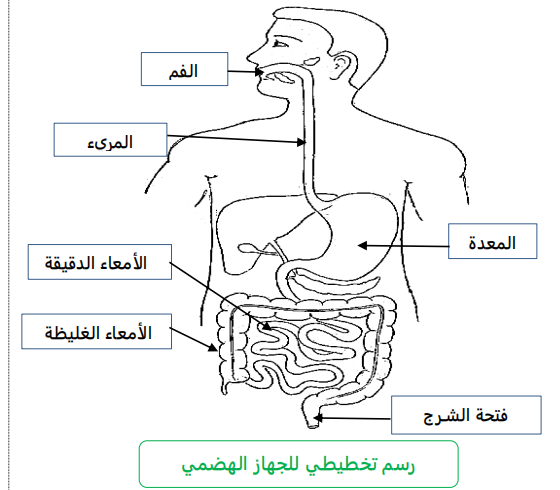 الفم
المرىء
المعدة
الأمعاء الدقيقة
الأمعاء الغليظة
فتحة الشرج
رسم تخطيطي للجهاز الهضمي